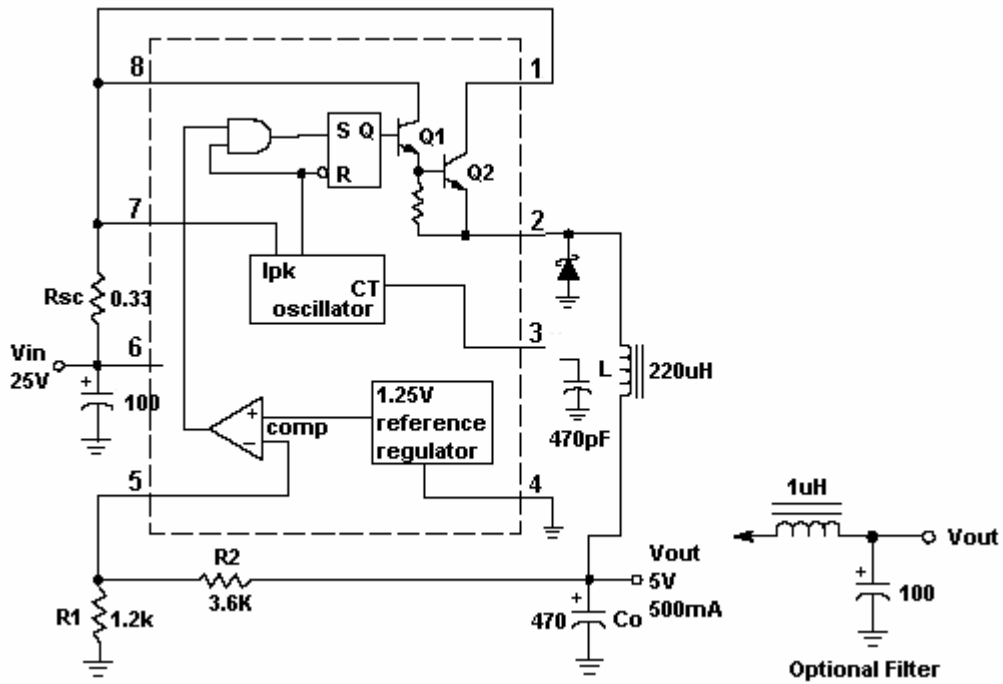 8
1
S Q
Q1
R
Q2
7
2
Ipk
CT
oscillator
Rsc 0.33
3
Vin
25V
6
+
100
L
220uH
1.25V
reference
regulator
+
comp
−
470pF
5
4
1uH
Vout
R2
3.6K
Vout
5V
500mA
+
470
Co
+
100
R1
1.2k
Optional Filter